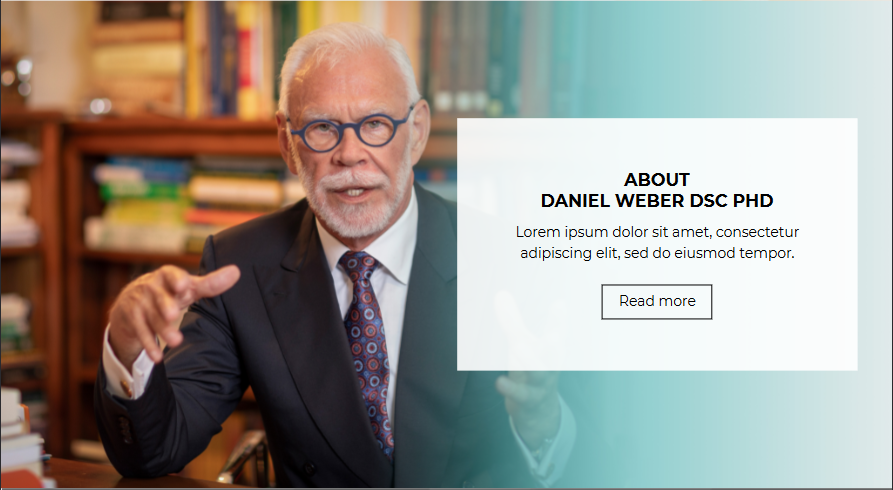 ABOUT
DANIEL WEBER DSC PHD
Lorem ipsum dolor sit amet, consectetur
adipiscing elit, sed do eiusmod tempor.
Read more